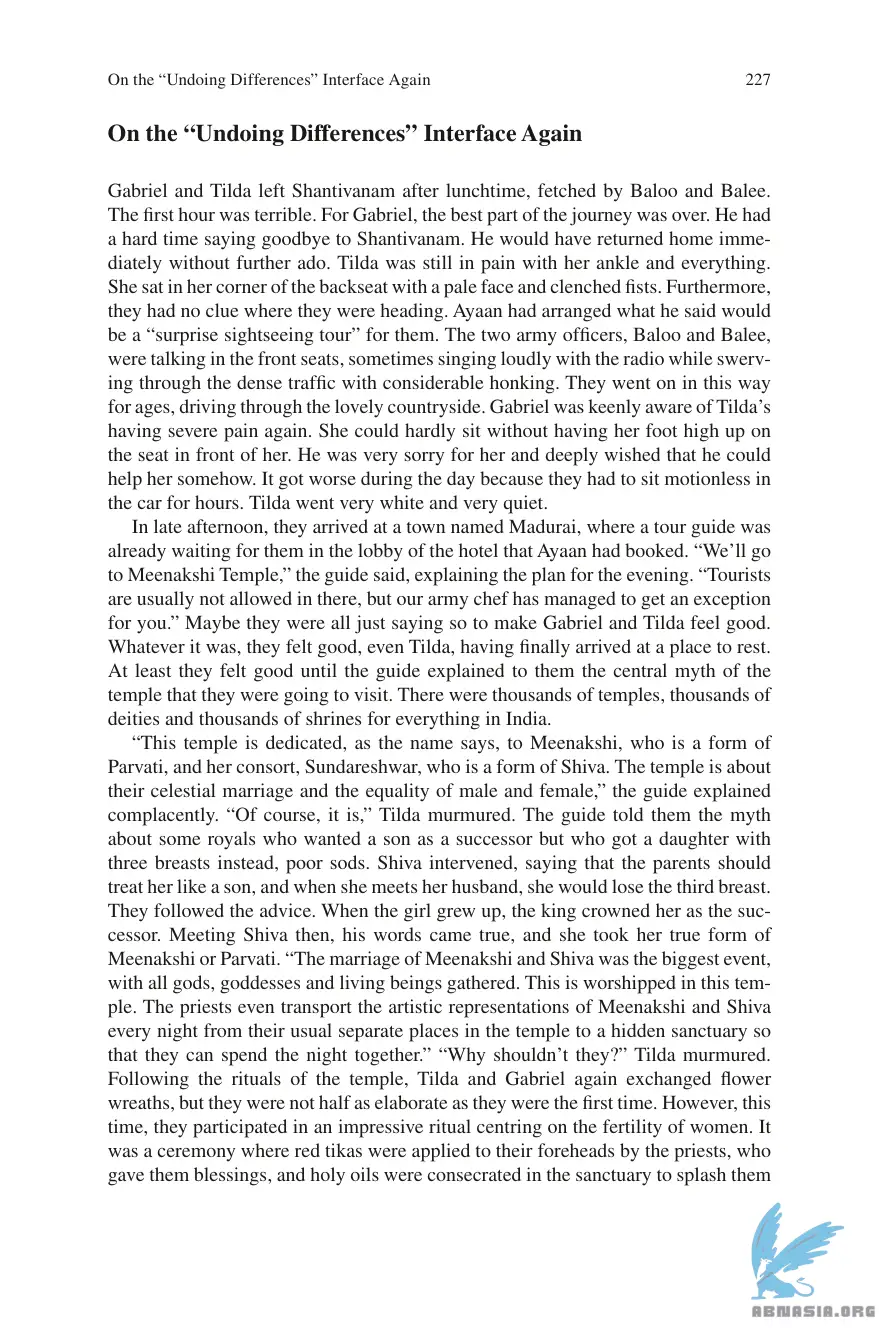 On the “Undoing Differences” Interface Again 227
On the “Undoing Differences” Interface Again
Gabriel and Tilda left Shantivanam after lunchtime, fetched by Baloo and Balee.
The first hour was terrible. For Gabriel, the best part of the journey was over. He had
a hard time saying goodbye to Shantivanam. He would have returned home imme-
diately without further ado. Tilda was still in pain with her ankle and everything.
She sat in her corner of the backseat with a pale face and clenched fists. Furthermore,
they had no clue where they were heading. Ayaan had arranged what he said would
be a “surprise sightseeing tour” for them. The two army officers, Baloo and Balee,
were talking in the front seats, sometimes singing loudly with the radio while swerv-
ing through the dense traffic with considerable honking. They went on in this way
for ages, driving through the lovely countryside. Gabriel was keenly aware of Tilda’s
having severe pain again. She could hardly sit without having her foot high up on
the seat in front of her. He was very sorry for her and deeply wished that he could
help her somehow. It got worse during the day because they had to sit motionless in
the car for hours. Tilda went very white and very quiet.
In late afternoon, they arrived at a town named Madurai, where a tour guide was
already waiting for them in the lobby of the hotel that Ayaan had booked. “We’ll go
to Meenakshi Temple,” the guide said, explaining the plan for the evening. “Tourists
are usually not allowed in there, but our army chef has managed to get an exception
for you.” Maybe they were all just saying so to make Gabriel and Tilda feel good.
Whatever it was, they felt good, even Tilda, having finally arrived at a place to rest.
At least they felt good until the guide explained to them the central myth of the
temple that they were going to visit. There were thousands of temples, thousands of
deities and thousands of shrines for everything in India.
“This temple is dedicated, as the name says, to Meenakshi, who is a form of
Parvati, and her consort, Sundareshwar, who is a form of Shiva. The temple is about
their celestial marriage and the equality of male and female,” the guide explained
complacently. “Of course, it is,” Tilda murmured. The guide told them the myth
about some royals who wanted a son as a successor but who got a daughter with
three breasts instead, poor sods. Shiva intervened, saying that the parents should
treat her like a son, and when she meets her husband, she would lose the third breast.
They followed the advice. When the girl grew up, the king crowned her as the suc-
cessor. Meeting Shiva then, his words came true, and she took her true form of
Meenakshi or Parvati. “The marriage of Meenakshi and Shiva was the biggest event,
with all gods, goddesses and living beings gathered. This is worshipped in this tem-
ple. The priests even transport the artistic representations of Meenakshi and Shiva
every night from their usual separate places in the temple to a hidden sanctuary so
that they can spend the night together.” “Why shouldn’t they?” Tilda murmured.
Following the rituals of the temple, Tilda and Gabriel again exchanged flower
wreaths, but they were not half as elaborate as they were the first time. However, this
time, they participated in an impressive ritual centring on the fertility of women. It
was a ceremony where red tikas were applied to their foreheads by the priests, who
gave them blessings, and holy oils were consecrated in the sanctuary to splash them
ABNASIA.ORG